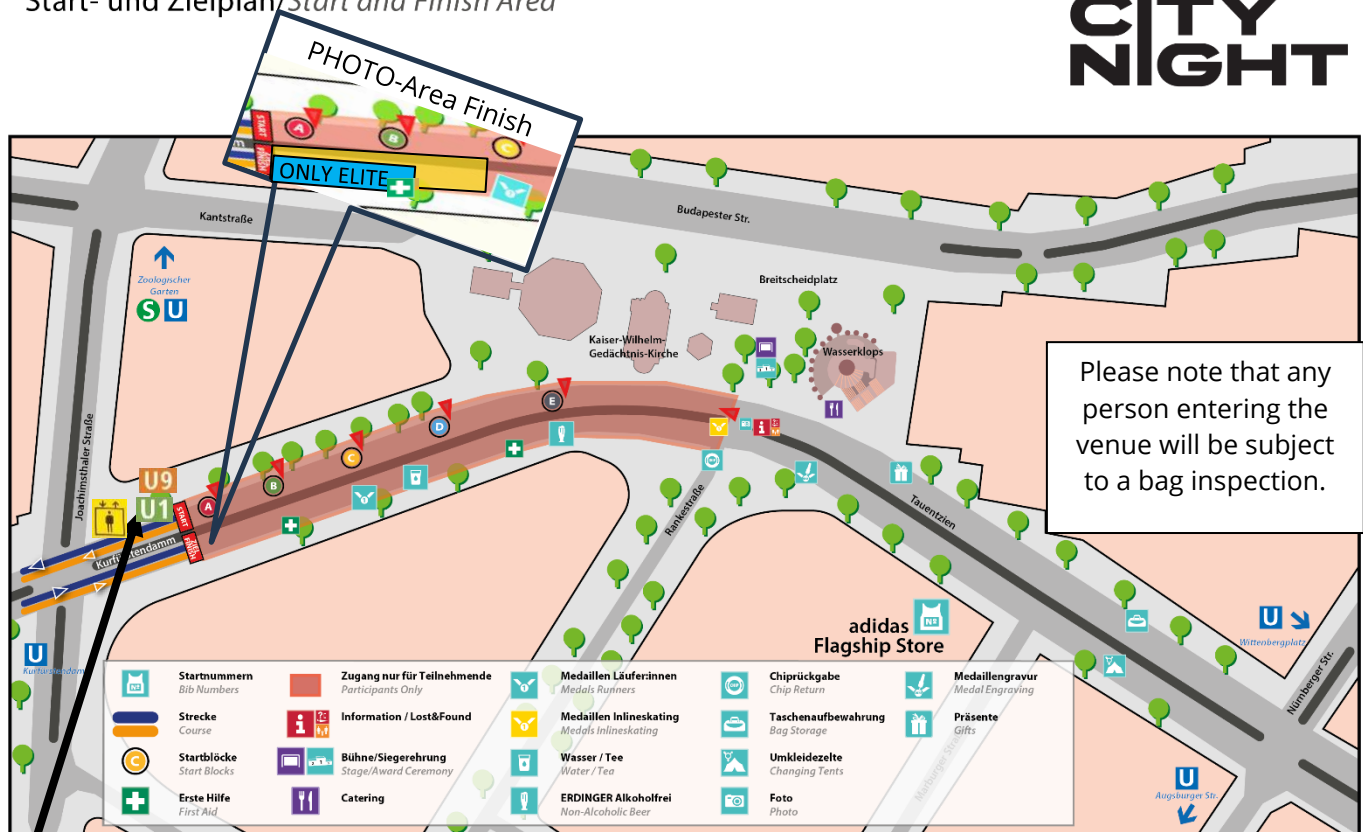 Start- und Zielplan/Start and Finish Area
CITY
NIGHT
PHOTO-Area Finish
START
FINISH
A
B
C
ONLY ELITE
Kantstraße
Budapester Str.
Zoologischer
Garten
S U
Breitscheidplatz
Kaiser-Wilhelm-
Gedächtnis-Kirche
Wasserklops
Please note that any
person entering the
venue will be subject
to a bag inspection.
Joachimsthaler Straße
U9
U1
START
ZIEL
FINISH
A
B
C
D
E
Kurfürstendamm
Rankestraße
Tauentzien
adidas
Flagship Store
U
Kurfürstendamm
U
Wittenbergplatz
Nürnberger Str.
Marburger Straße
U
Augsburger Str.
Startnummern
Bib Numbers
Strecke
Course
Startblöcke
Start Blocks
Erste Hilfe
First Aid
Zugang nur für Teilnehmende
Participants Only
Information / Lost&Found
Bühne/Siegerehrung
Stage/Award Ceremony
Catering
Medaillen Läufer:innen
Medals Runners
Medaillen Inlineskating
Medals Inlineskating
Wasser / Tee
Water / Tea
ERDINGER Alkoholfrei
Non-Alcoholic Beer
Chiprückgabe
Chip Return
Taschenaufbewahrung
Bag Storage
Umkleidezelte
Changing Tents
Foto
Photo
Medaillengravur
Medal Engraving
Präsente
Gifts